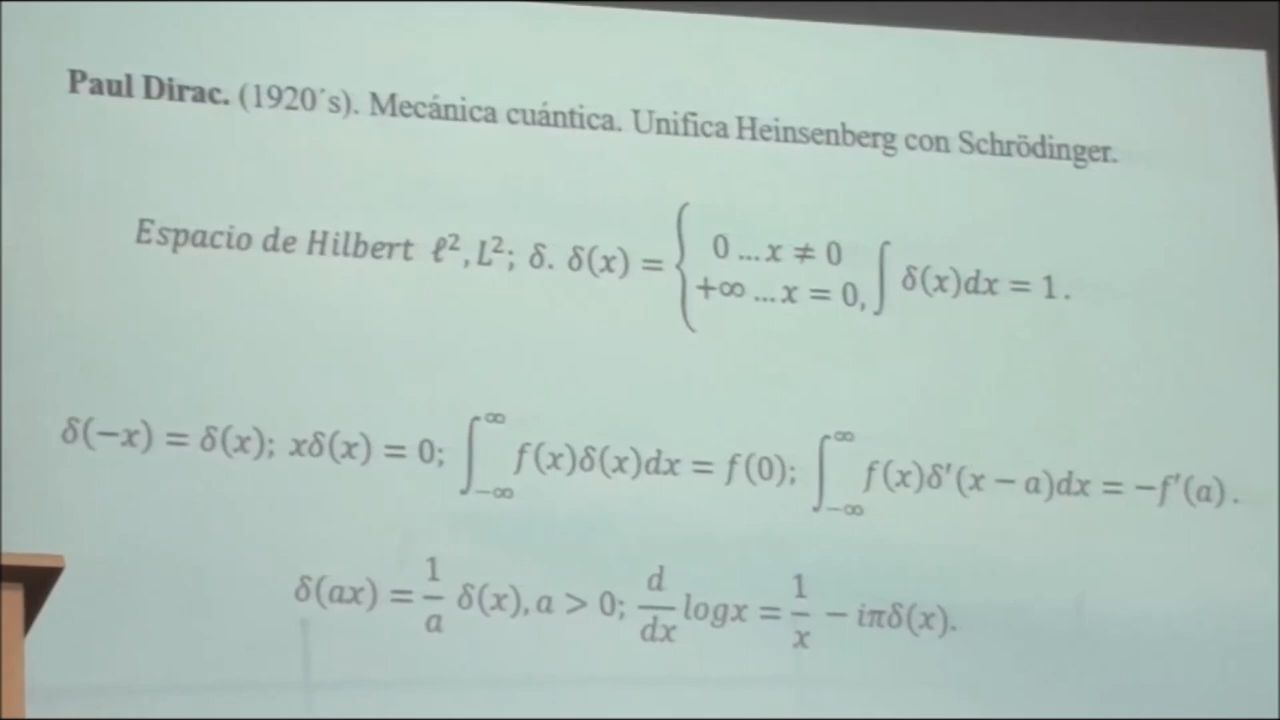 Paul Dirac. (1920´s). Mecánica cuántica. Unifica Heinsenberg con Schrödinger.
Espacio de Hilbert ℓ², L²; δ. δ(x) = { 0 ... x ≠ 0 +∞ ... x = 0, ∫ δ(x)dx = 1.
δ(−x) = δ(x); xδ(x) = 0; ∫_{−∞}^{∞} f(x)δ(x)dx = f(0); ∫_{−∞}^{∞} f(x)δ′(x − a)dx = −f′(a).
δ(ax) = 1/a δ(x), a > 0; d/dx logx = 1/x − iπδ(x).